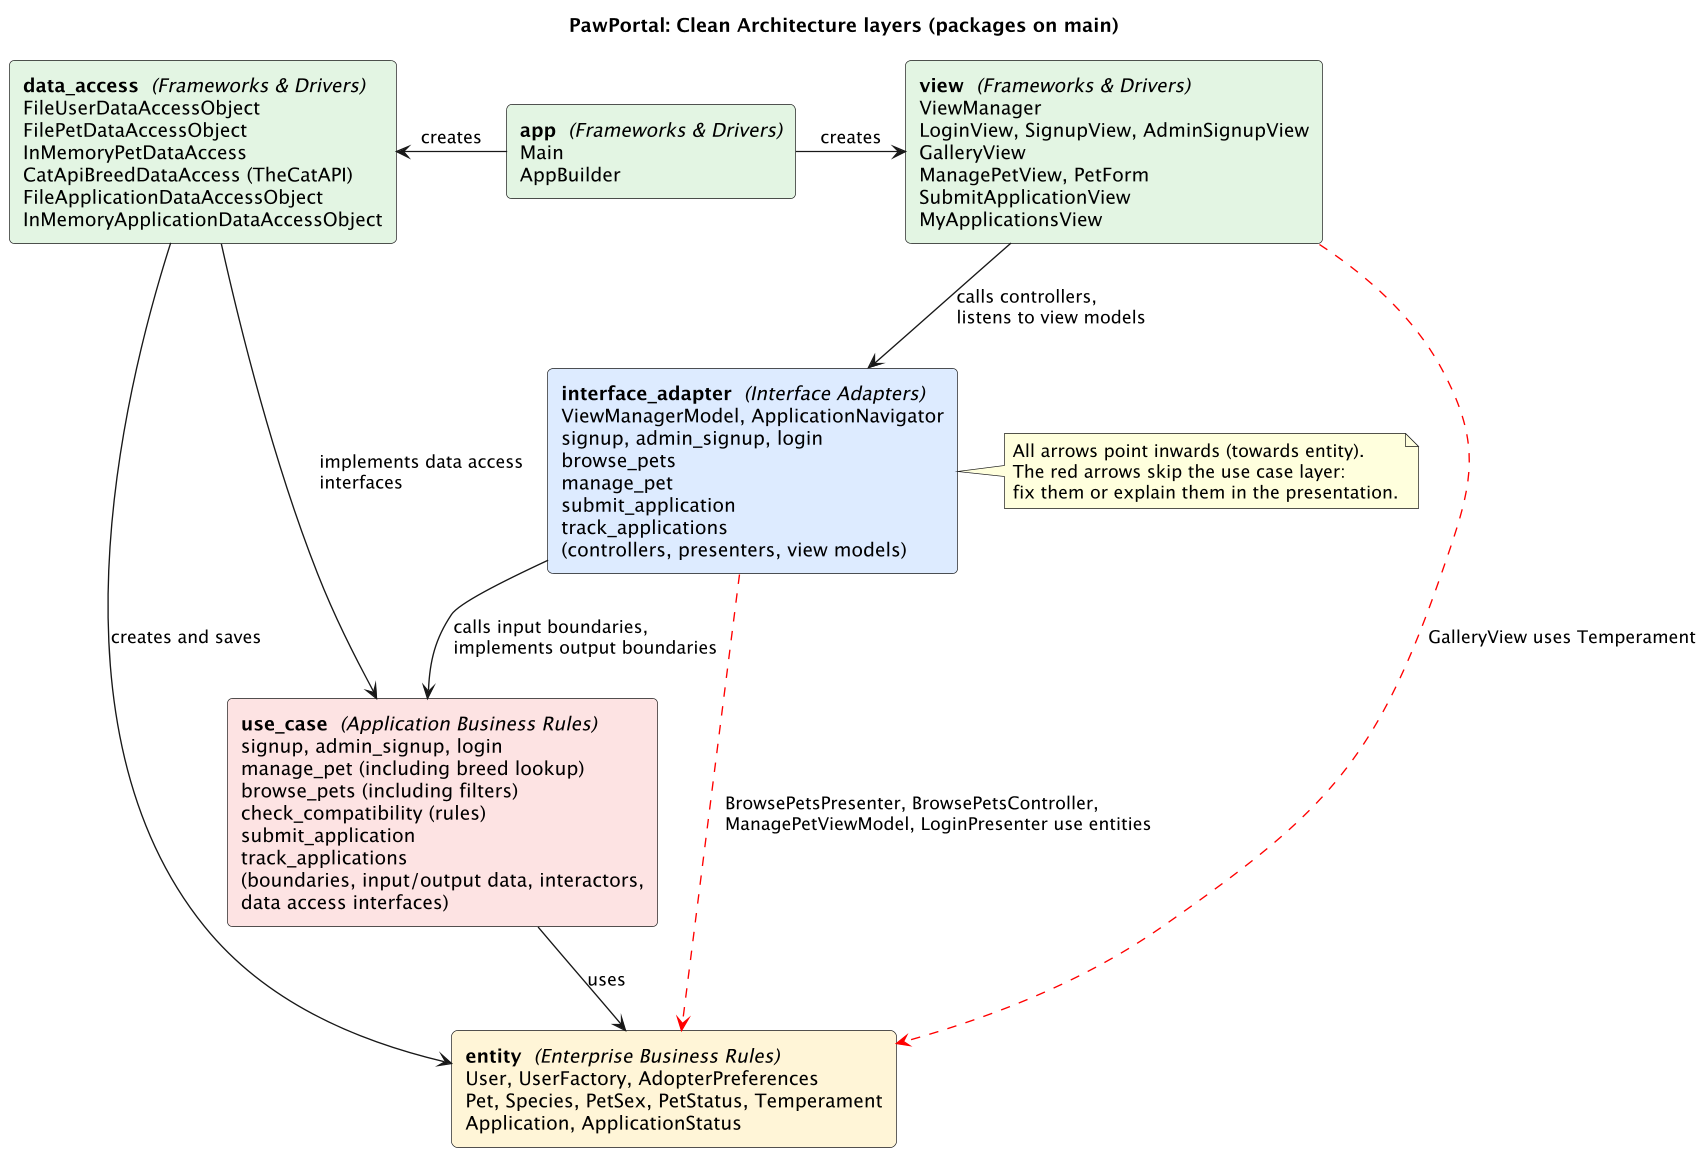 PawPortal: Clean Architecture layers (packages on main)
data_access (Frameworks & Drivers)
FileUserDataAccessObject
FilePetDataAccessObject
InMemoryPetDataAccess
CatApiBreedDataAccess (TheCatAPI)
FileApplicationDataAccessObject
InMemoryApplicationDataAccessObject
creates
app (Frameworks & Drivers)
Main
AppBuilder
creates
view (Frameworks & Drivers)
ViewManager
LoginView, SignupView, AdminSignupView
GalleryView
ManagePetView, PetForm
SubmitApplicationView
MyApplicationsView
calls controllers,
listens to view models
interface_adapter (Interface Adapters)
ViewManagerModel, ApplicationNavigator
signup, admin_signup, login
browse_pets
manage_pet
submit_application
track_applications
(controllers, presenters, view models)
All arrows point inwards (towards entity).
The red arrows skip the use case layer:
fix them or explain them in the presentation.
implements data access
interfaces
creates and saves
calls input boundaries,
implements output boundaries
GalleryView uses Temperament
use_case (Application Business Rules)
signup, admin_signup, login
manage_pet (including breed lookup)
browse_pets (including filters)
check_compatibility (rules)
submit_application
track_applications
(boundaries, input/output data, interactors,
data access interfaces)
BrowsePetsPresenter, BrowsePetsController,
ManagePetViewModel, LoginPresenter use entities
uses
entity (Enterprise Business Rules)
User, UserFactory, AdopterPreferences
Pet, Species, PetSex, PetStatus, Temperament
Application, ApplicationStatus